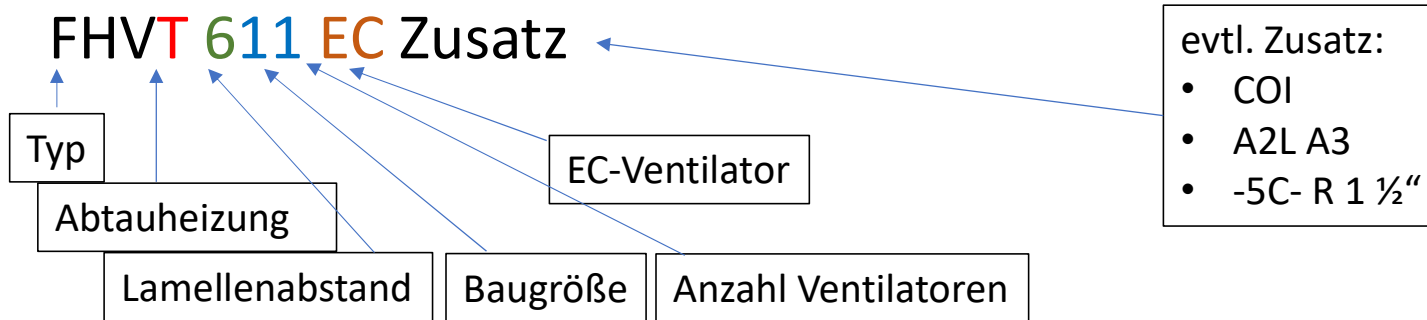 FHVT 611 EC Zusatz
evtl. Zusatz:
• COI
• A2L A3
• -5C- R 1 ½“
Typ
EC-Ventilator
Abtauheizung
Lamellenabstand
Baugröße
Anzahl Ventilatoren